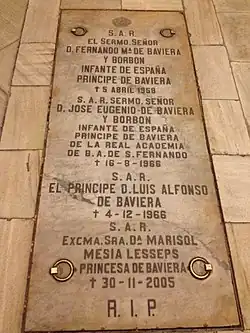 S.A.R.
EL SERMO. SEÑOR
D. FERNANDO Mª DE BAVIERA
Y BORBON
INFANTE DE ESPAÑA
PRINCIPE DE BAVIERA
† 5 ABRIL 1958
S.A.R. SERMO. SEÑOR
D. JOSE EUGENIO DE BAVIERA
Y BORBON
INFANTE DE ESPAÑA
PRINCIPE DE BAVIERA
DE LA REAL ACADEMIA
DE B.A. DE S. FERNANDO
† 16-8-1966
S.A.R.
EL PRINCIPE D. LUIS ALFONSO
DE BAVIERA
† 4-12-1966
S.A.R.
EXCMA. SRA. Dª MARISOL
MESIA LESSEPS
PRINCESA DE BAVIERA
† 30-11-2005
R.I.P.